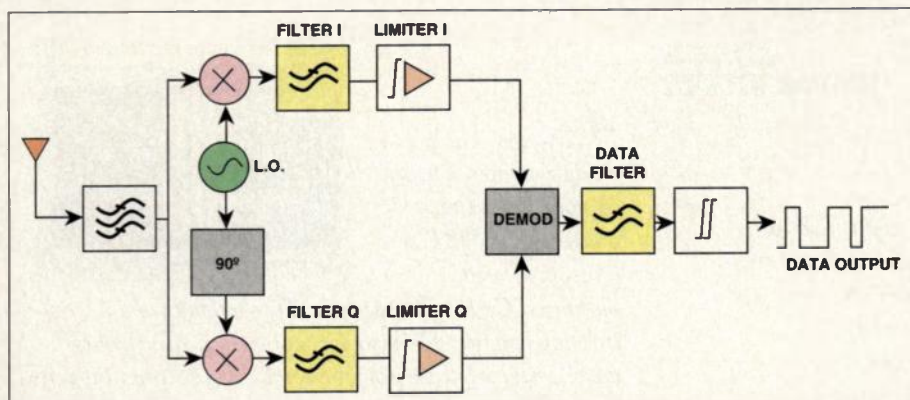 FILTER I
LIMITER I
L.O.
DATA
FILTER
DEMOD
90º
DATA OUTPUT
FILTER Q
LIMITER Q